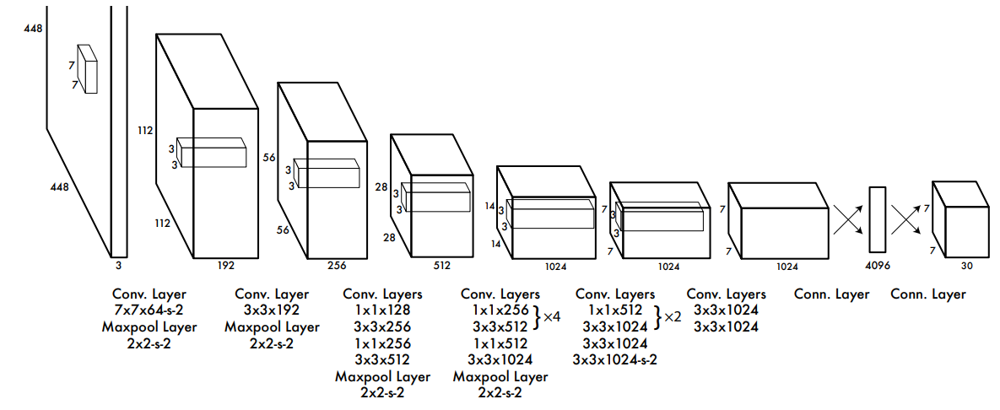 448
7
7
448
3
112
3
3
112
192
56
3
3
56
256
28
3
3
28
512
14
3
3
14
1024
7
3
3
7
1024
7
7
1024
4096
7
7
30
Conv. Layer
7x7x64-s-2
Maxpool Layer
2x2-s-2
Conv. Layer
3x3x192
Maxpool Layer
2x2-s-2
Conv. Layers
1x1x128
3x3x256
1x1x256
3x3x512
Maxpool Layer
2x2-s-2
Conv. Layers
1x1x256
3x3x512
} ×4
1x1x512
3x3x1024
Maxpool Layer
2x2-s-2
Conv. Layers
1x1x512
3x3x1024
} ×2
3x3x1024
3x3x1024-s-2
Conv. Layers
3x3x1024
3x3x1024
Conn. Layer
Conn. Layer